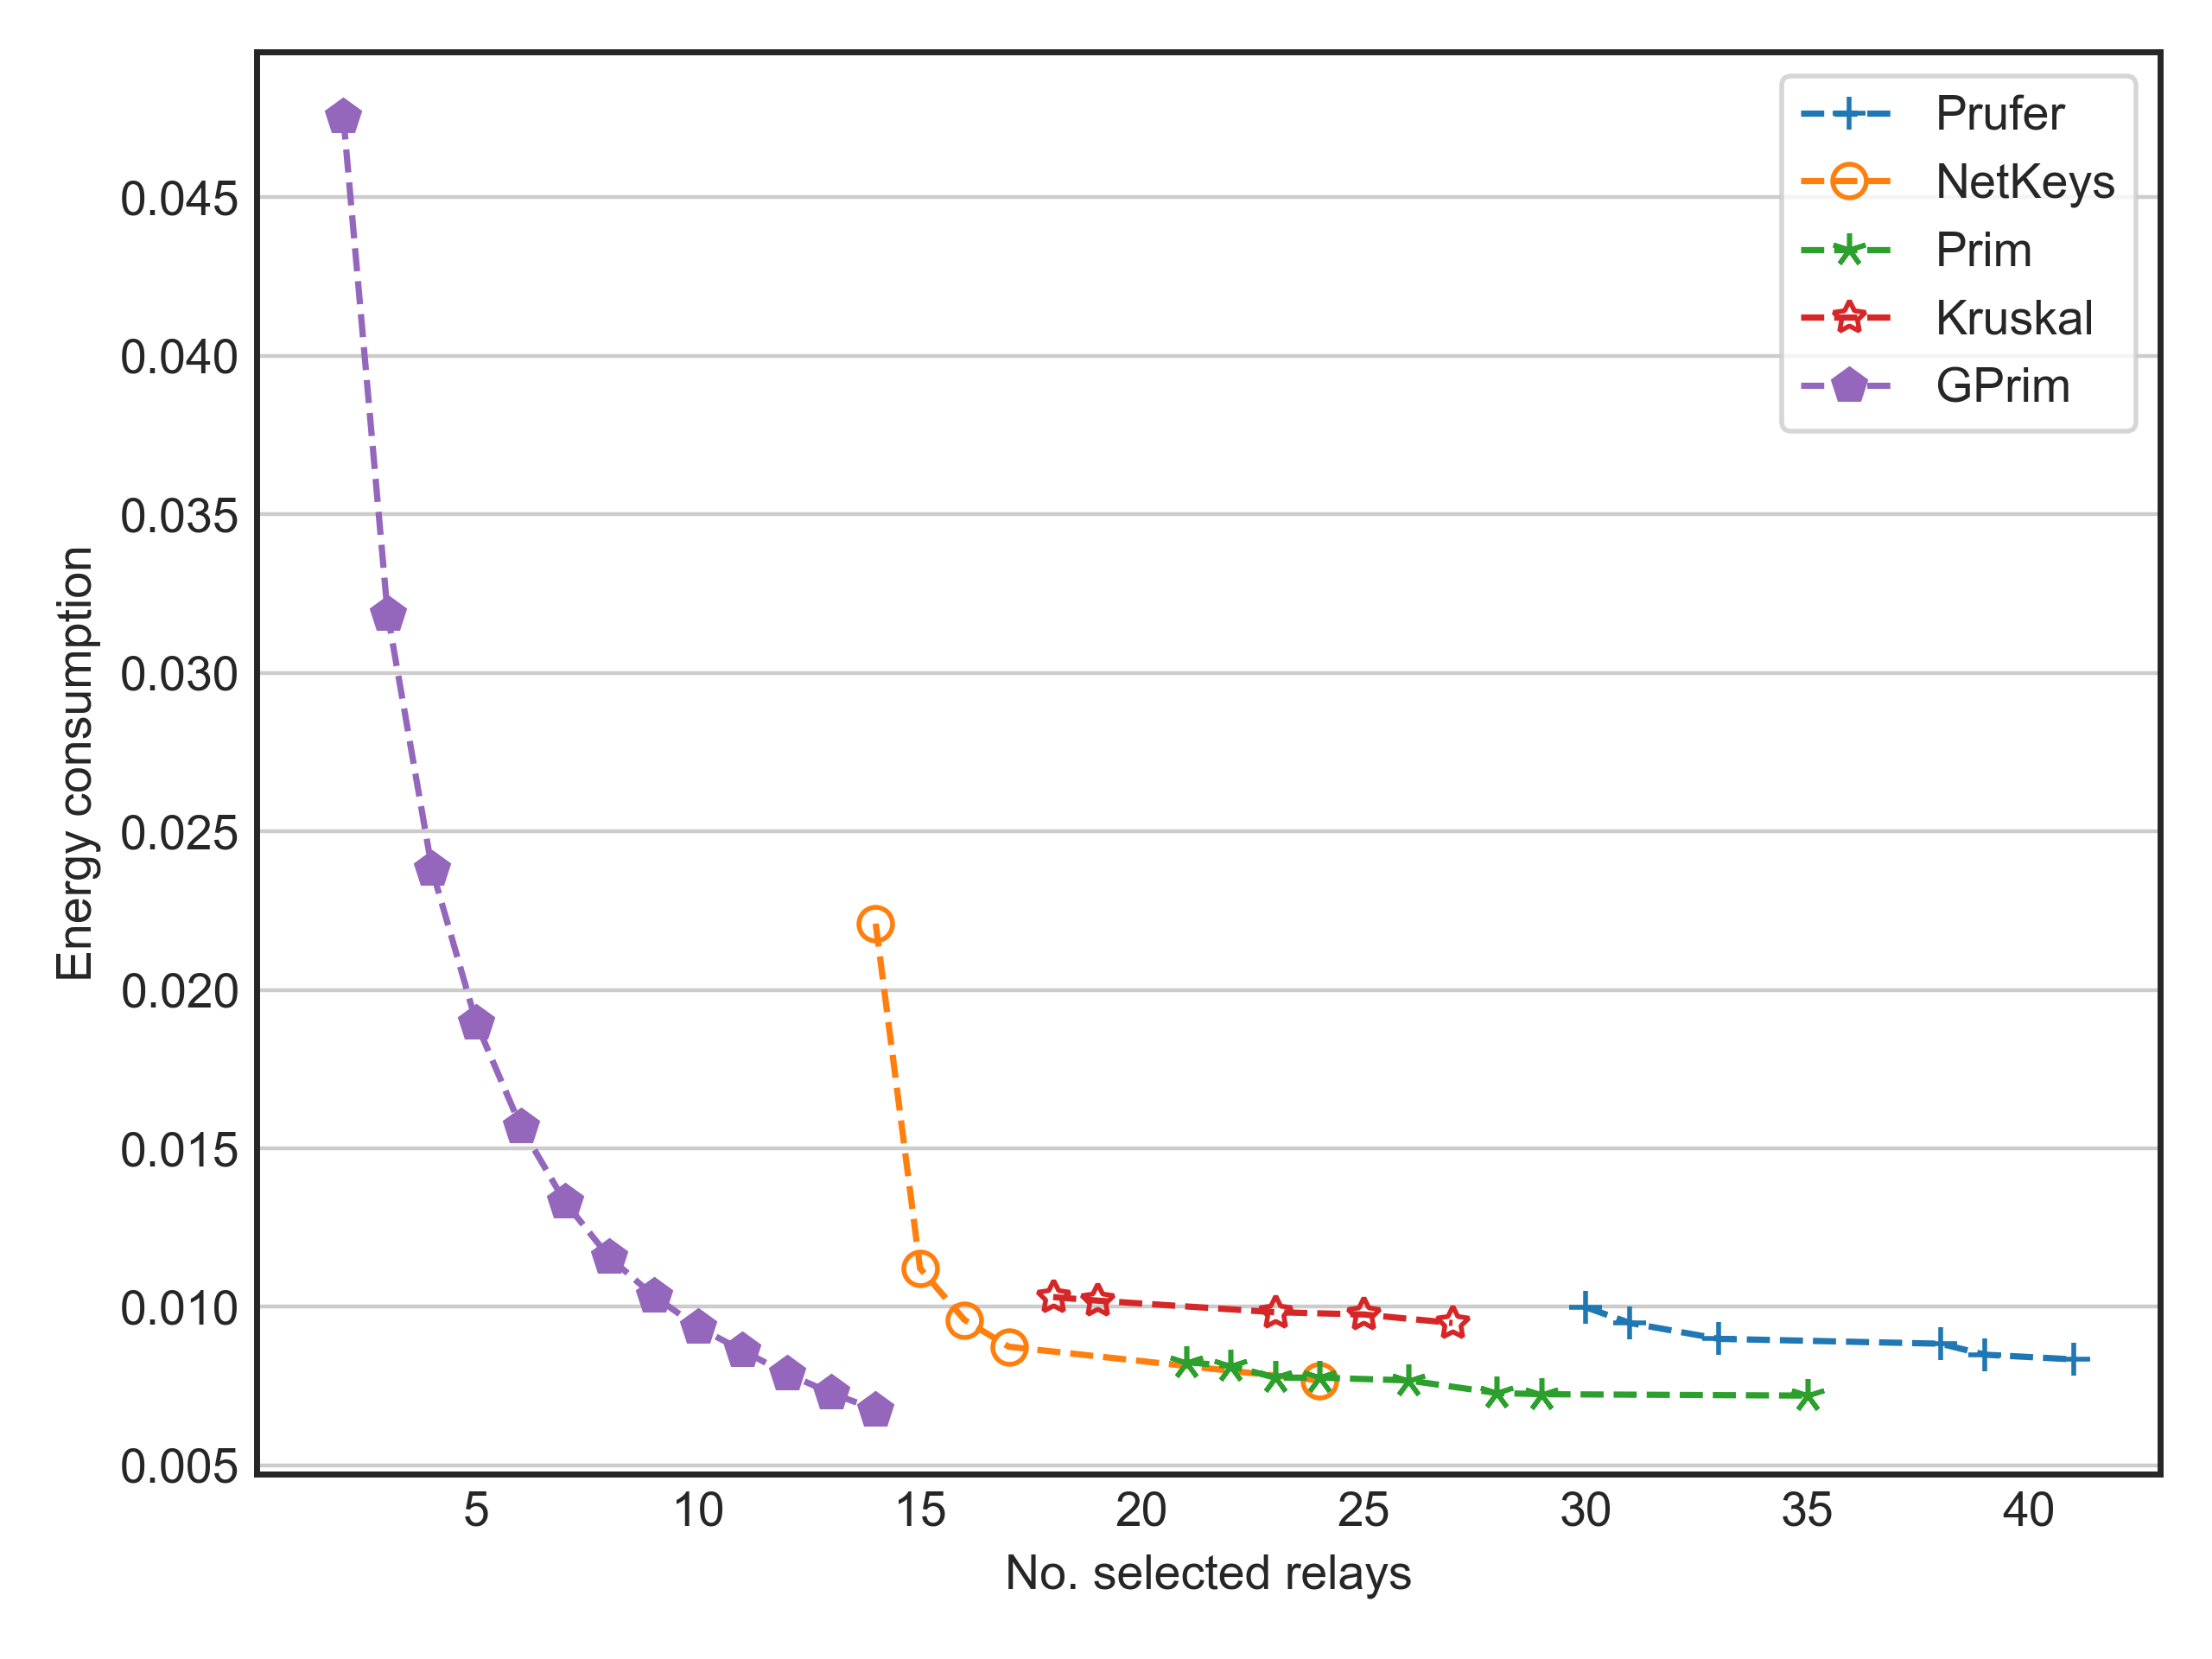 Prufer
NetKeys
Prim
Kruskal
GPrim
Energy consumption
0.045
0.040
0.035
0.030
0.025
0.020
0.015
0.010
0.005
5 10 15 20 25 30 35 40
No. selected relays